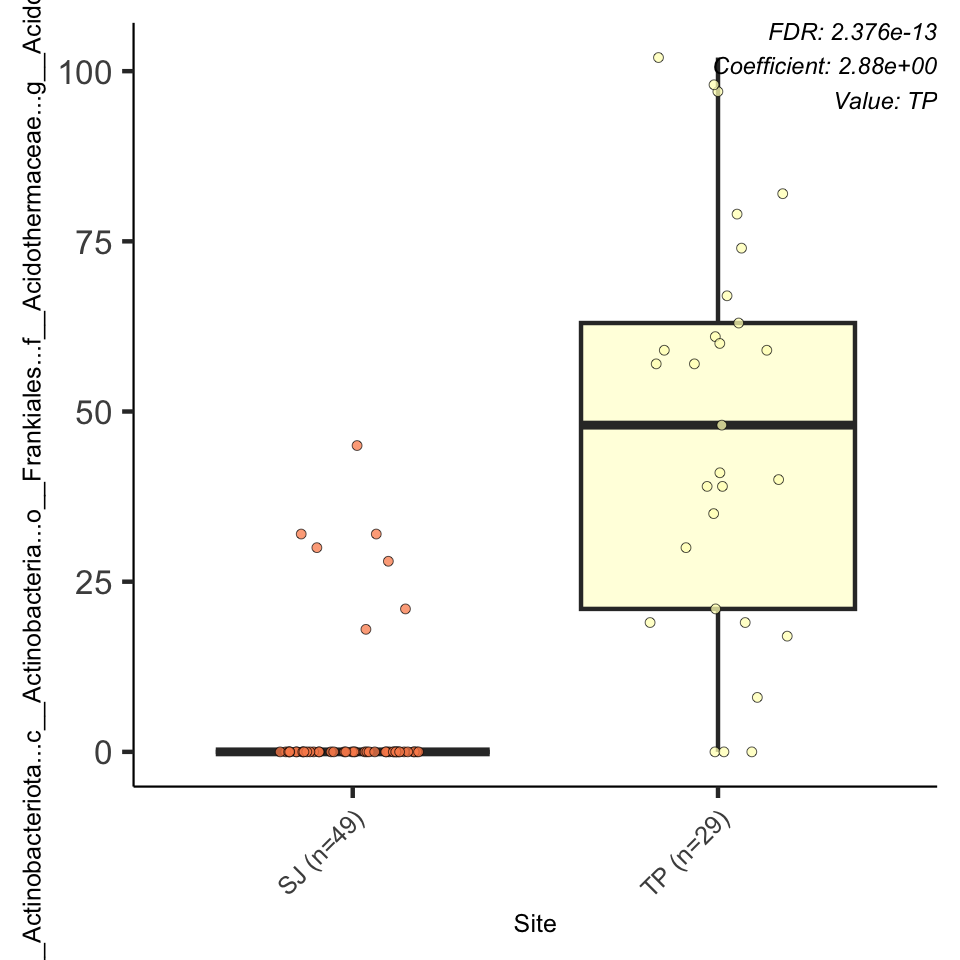 _Actinobacteriota...c__Actinobacteria...o__Frankiales...f__Acidothermaceae...g__Acido
FDR: 2.376e-13
Coefficient: 2.88e+00
Value: TP
100
75
50
25
0
SJ (n=49)
TP (n=29)
Site